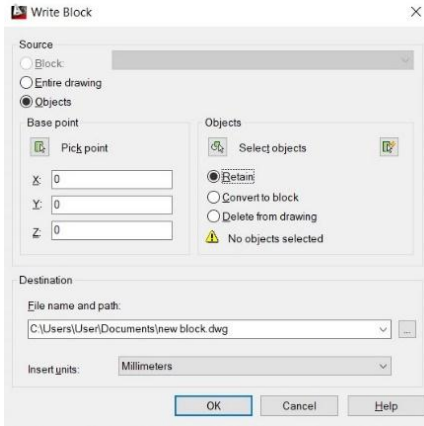 Write Block
Source
Block:
Entire drawing
Objects
Base point
Pick point
X: 0
Y: 0
Z: 0
Objects
Select objects
Retain
Convert to block
Delete from drawing
No objects selected
Destination
File name and path:
C:\Users\User\Documents\new block.dwg
...
Insert units: Millimeters
OK Cancel Help